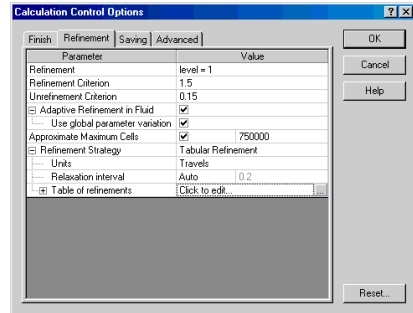 Calculation Control Options
Finish Refinement Saving Advanced
Parameter Value
Refinement level = 1
Refinement Criterion 1.5
Unrefinement Criterion 0.15
Adaptive Refinement in Fluid
Use global parameter variation
Approximate Maximum Cells 750000
Refinement Strategy Tabular Refinement
Units Travels
Relaxation interval Auto 0.2
Table of refinements Click to edit... ...
OK
Cancel
Help
Reset...